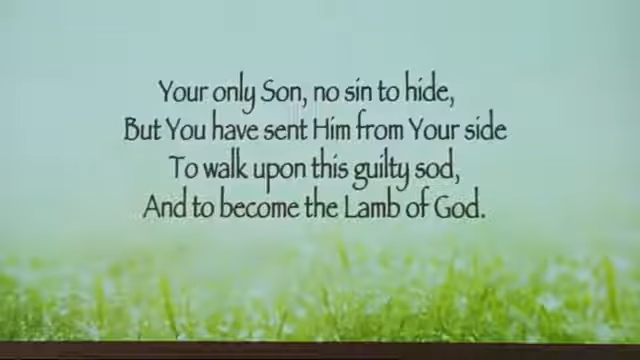 Your only Son, no sin to hide,
But You have sent Him from Your side
To walk upon this guilty sod,
And to become the Lamb of God.